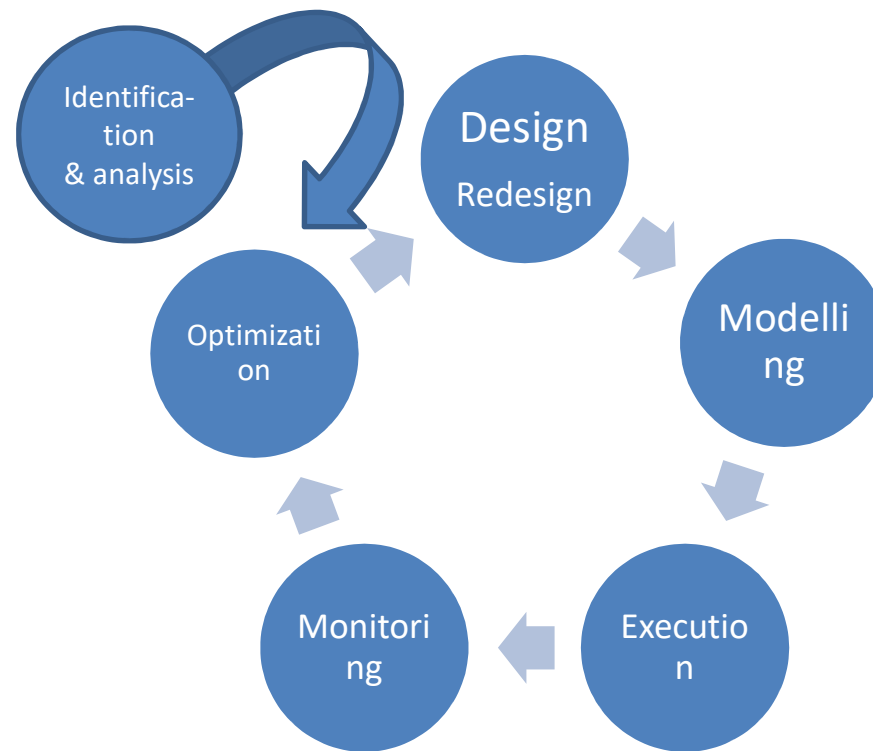 Identifica-
tion
& analysis
Design
Redesign
Modelli
ng
Executio
n
Monitori
ng
Optimizati
on